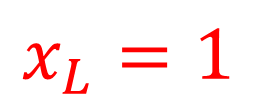 x_L = 1